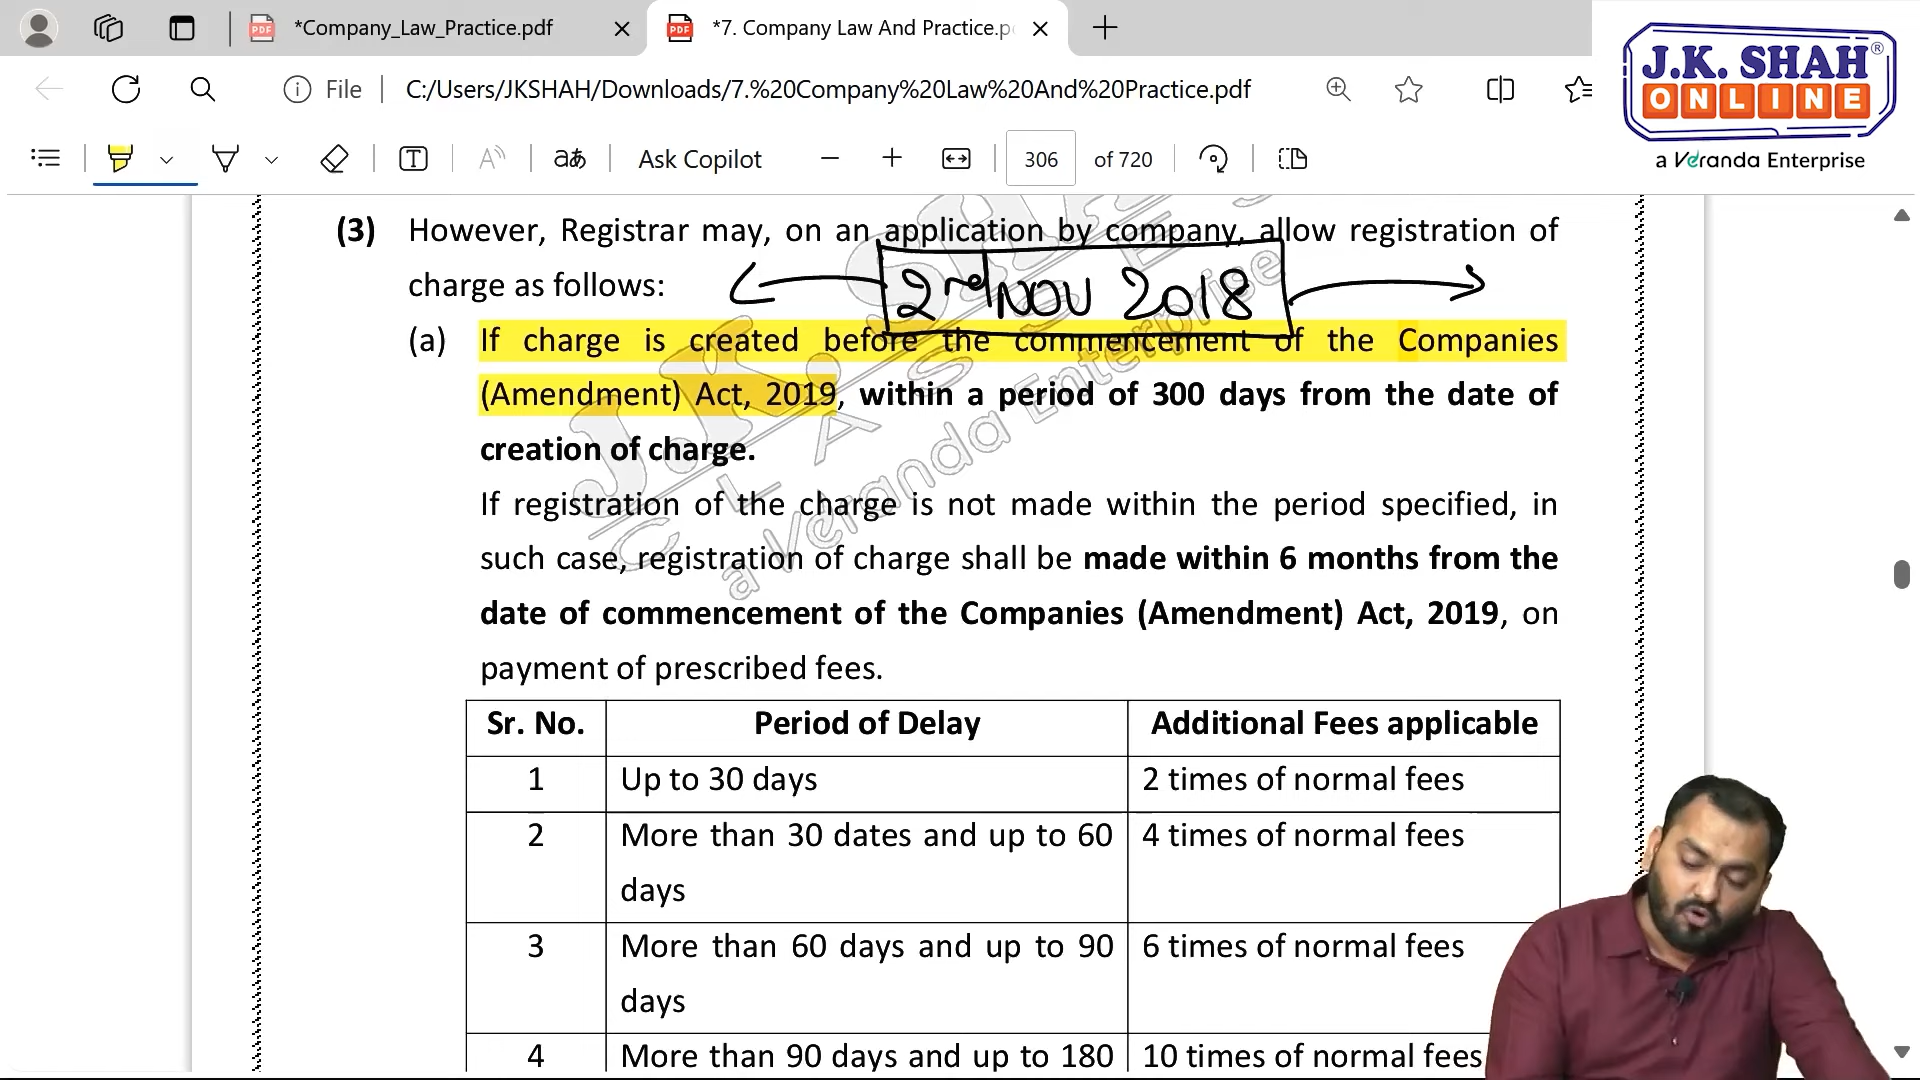 *Company_Law_Practice.pdf
*7. Company Law And Practice.p
File
C:/Users/JKSHAH/Downloads/7.%20Company%20Law%20And%20Practice.pdf
J.K. SHAH®
ONLINE
a Veranda Enterprise
Ask Copilot
306 of 720
(3) However, Registrar may, on an application by company, allow registration of
charge as follows:
2nd NOV 2018
(a) If charge is created before the commencement of the Companies
(Amendment) Act, 2019, within a period of 300 days from the date of
creation of charge.
If registration of the charge is not made within the period specified, in
such case, registration of charge shall be made within 6 months from the
date of commencement of the Companies (Amendment) Act, 2019, on
payment of prescribed fees.
Sr. No. Period of Delay Additional Fees applicable
1 Up to 30 days 2 times of normal fees
2 More than 30 dates and up to 60 4 times of normal fees
days
3 More than 60 days and up to 90 6 times of normal fees
days
4 More than 90 days and up to 180 10 times of normal fees
a Veranda Enterprise